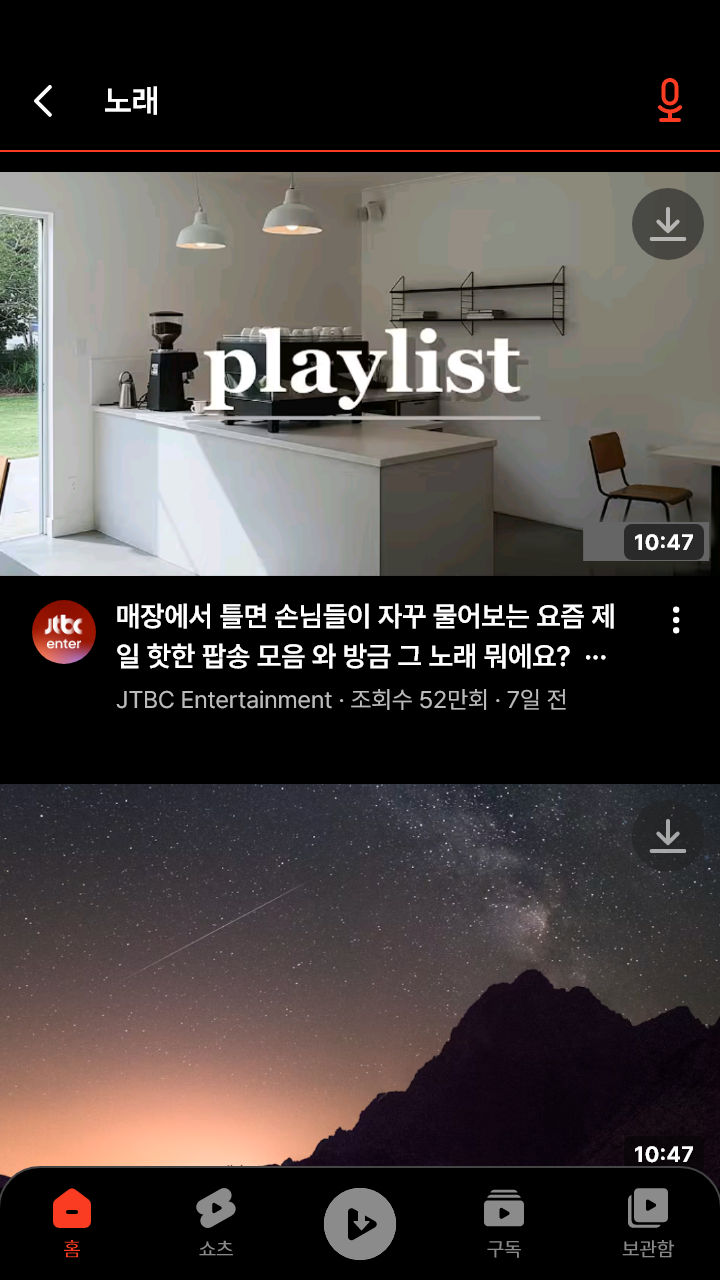 노래
playlist
10:47
매장에서 틀면 손님들이 자꾸 물어보는 요즘 제
일 핫한 팝송 모음 와 방금 그 노래 뭐에요? ...
jtbc
enter
JTBC Entertainment · 조회수 52만회 · 7일 전
10:47
홈
쇼츠
구독
보관함